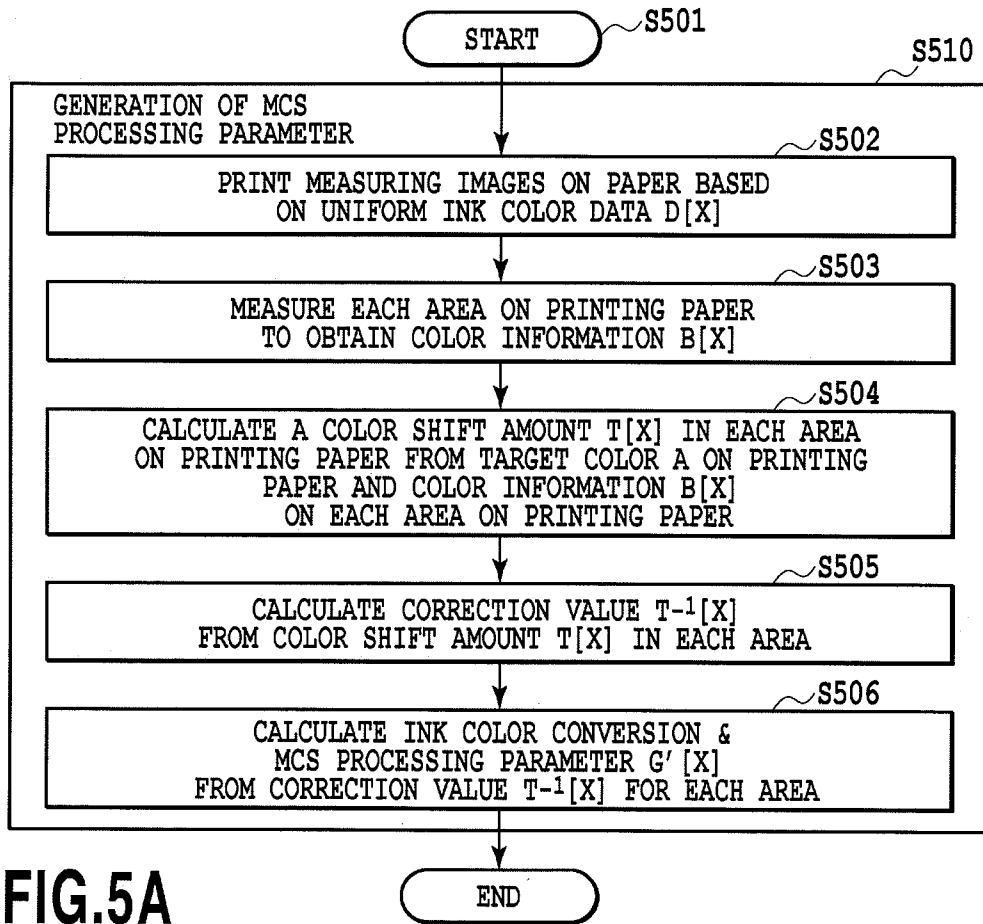 START
S501
S510
GENERATION OF MCS
PROCESSING PARAMETER
S502
PRINT MEASURING IMAGES ON PAPER BASED
ON UNIFORM INK COLOR DATA D[X]
S503
MEASURE EACH AREA ON PRINTING PAPER
TO OBTAIN COLOR INFORMATION B[X]
S504
CALCULATE A COLOR SHIFT AMOUNT T[X] IN EACH AREA
ON PRINTING PAPER FROM TARGET COLOR A ON PRINTING
PAPER AND COLOR INFORMATION B[X]
ON EACH AREA ON PRINTING PAPER
S505
CALCULATE CORRECTION VALUE T-1[X]
FROM COLOR SHIFT AMOUNT T[X] IN EACH AREA
S506
CALCULATE INK COLOR CONVERSION &
MCS PROCESSING PARAMETER G'[X]
FROM CORRECTION VALUE T-1[X] FOR EACH AREA
END
FIG.5A